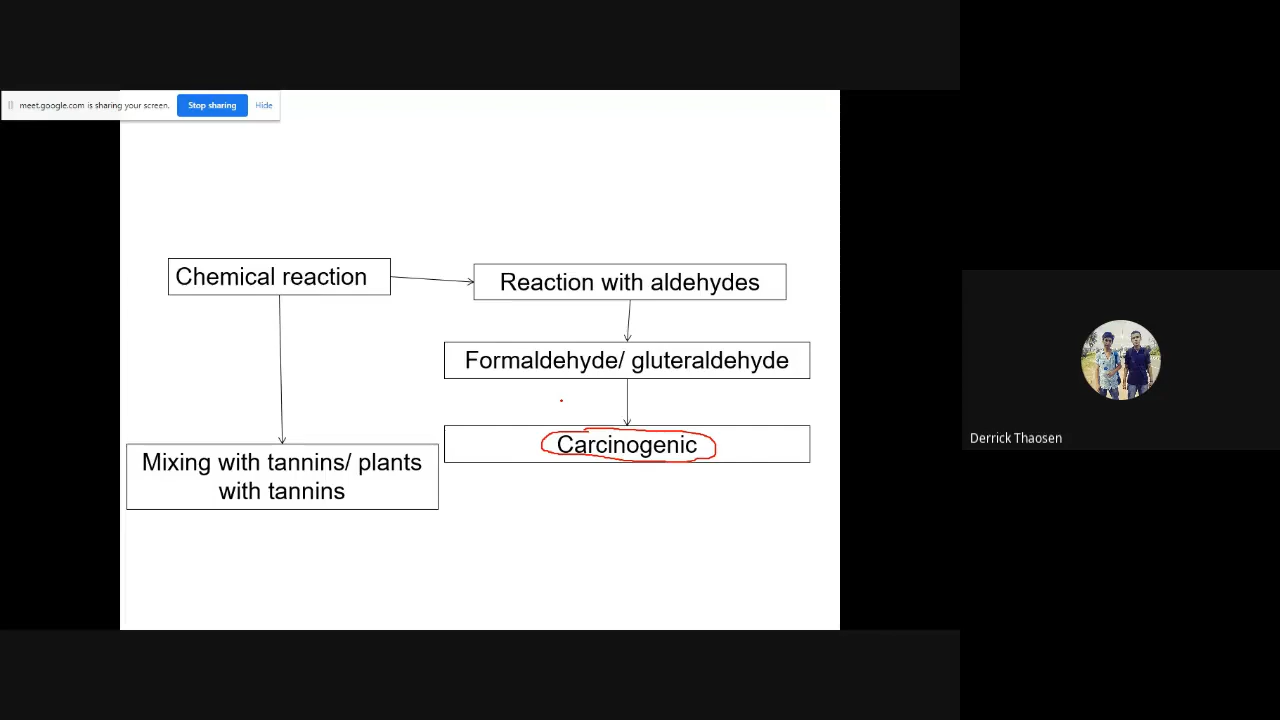 meet.google.com is sharing your screen.
Stop sharing
Hide
Chemical reaction
Reaction with aldehydes
Formaldehyde/ gluteraldehyde
Carcinogenic
Mixing with tannins/ plants
with tannins
Derrick Thaosen